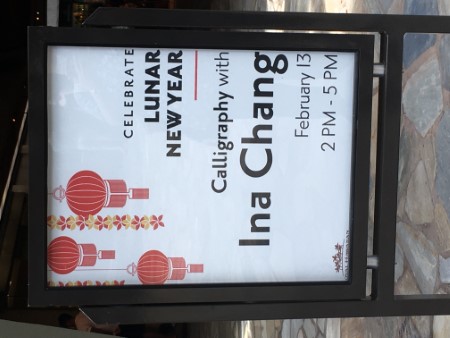 CELEBRATE
LUNAR
NEW YEAR
Calligraphy with
Ina Chang
February 13
2 PM - 5 PM